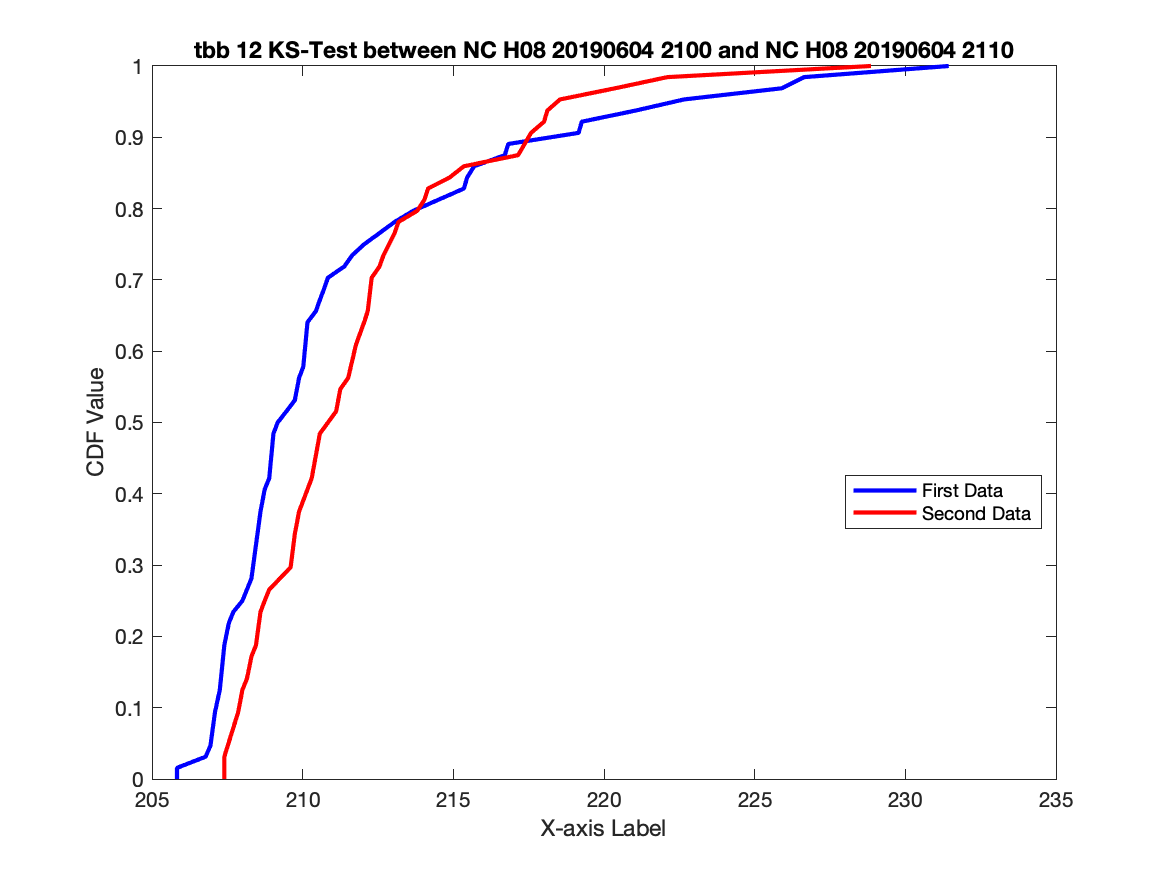 tbb 12 KS-Test between NC H08 20190604 2100 and NC H08 20190604 2110
1
0.9
0.8
0.7
0.6
0.5
0.4
0.3
0.2
0.1
0
CDF Value
First Data
Second Data
205 210 215 220 225 230 235
X-axis Label